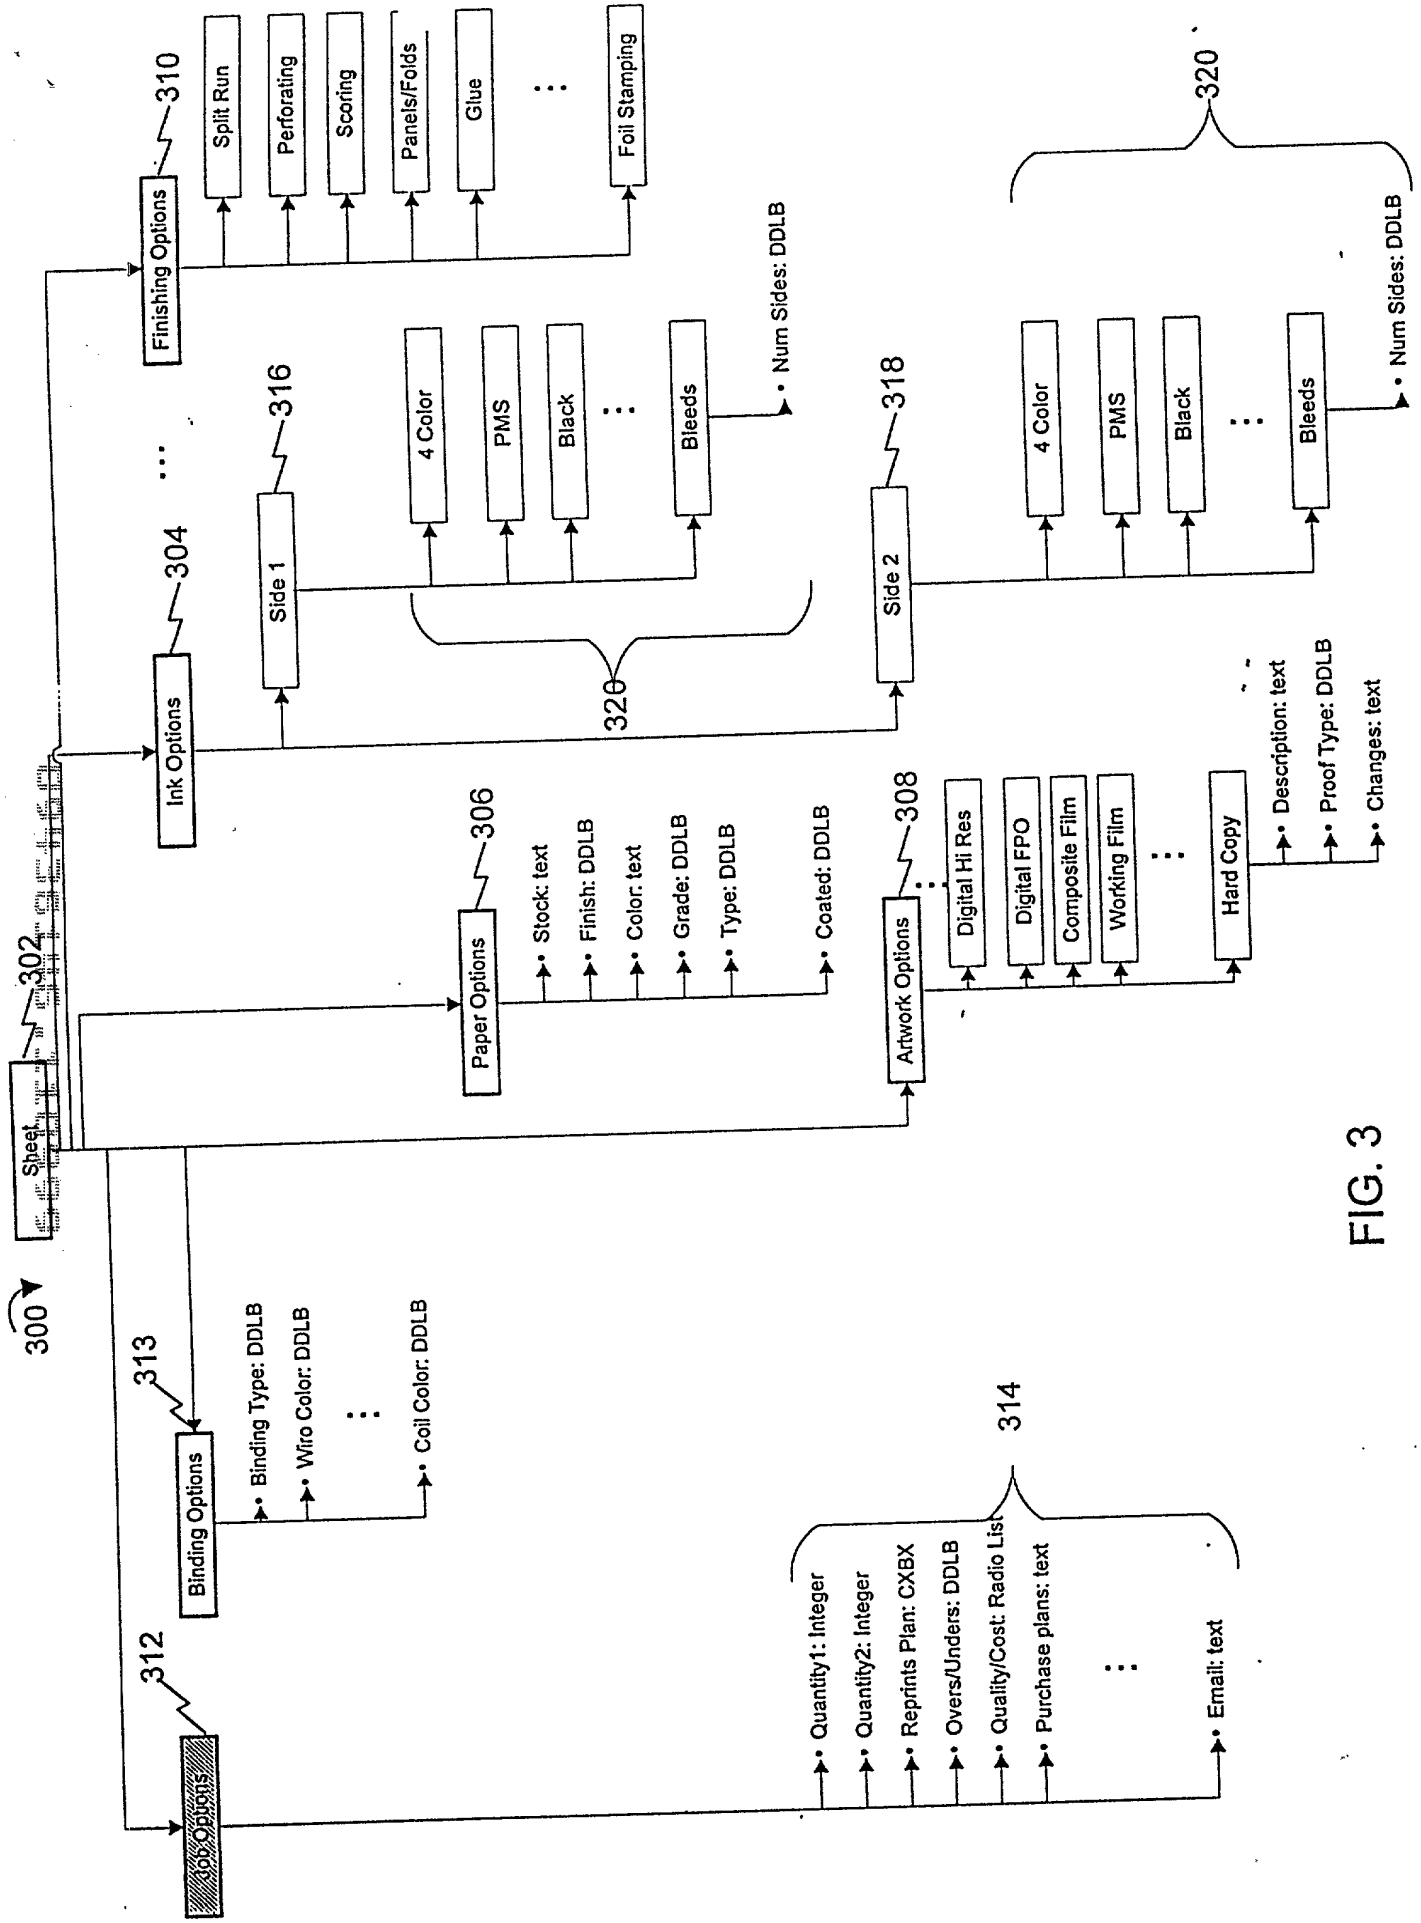 300
Sheet
302
Job Options
312
Quantity1: Integer
Quantity2: Integer
Reprints Plan: CXBX
Overs/Unders: DDLB
Quality/Cost: Radio List
Purchase plans: text
...
Email: text
314
Binding Options
313
Binding Type: DDLB
Wiro Color: DDLB
...
Coil Color: DDLB
Paper Options
306
Stock: text
Finish: DDLB
Color: text
Grade: DDLB
Type: DDLB
Coated: DDLB
Artwork Options
308
...
Digital Hi Res
Digital FPO
Composite Film
Working Film
...
Hard Copy
Description: text
Proof Type: DDLB
Changes: text
Ink Options
304
...
Side 1
316
4 Color
PMS
Black
...
Bleeds
Num Sides: DDLB
320
Side 2
318
4 Color
PMS
Black
...
Bleeds
Num Sides: DDLB
320
Finishing Options
310
Split Run
Perforating
Scoring
Panels/Folds
Glue
...
Foil Stamping
FIG. 3